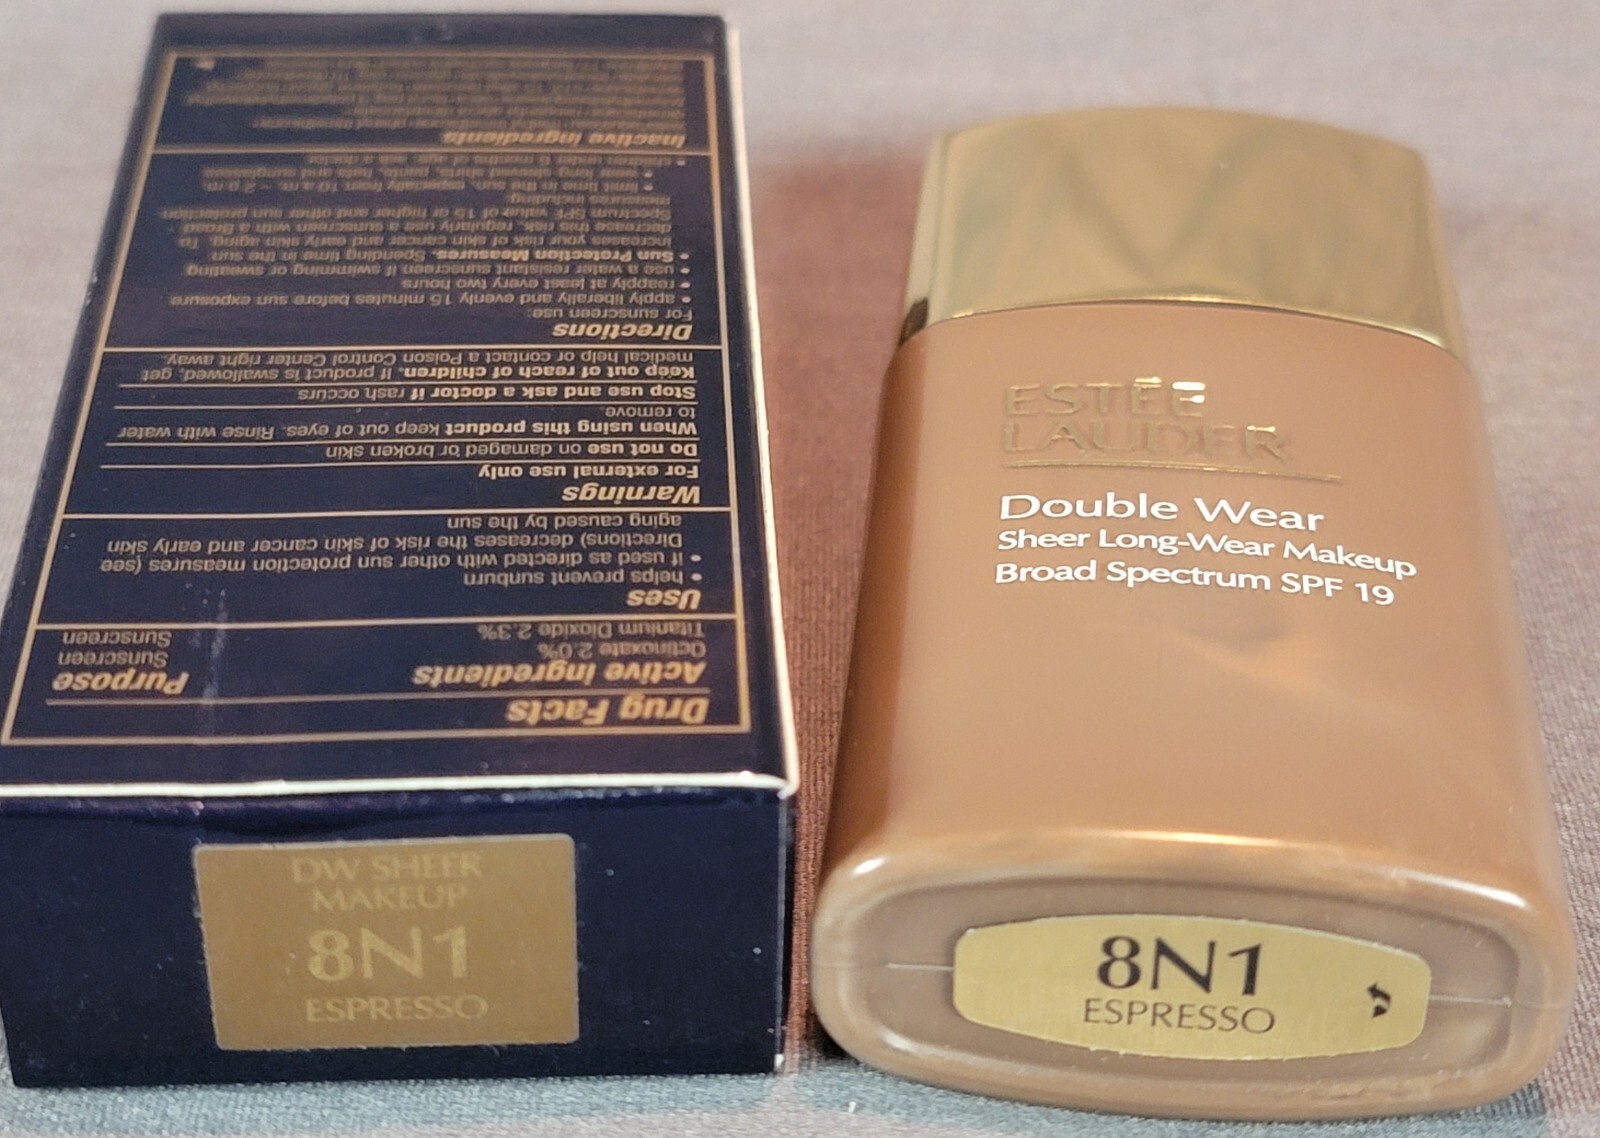 Drug Facts
Active ingredients Purpose
Octinoxate 2.0% Sunscreen
Titanium Dioxide 2.3% Sunscreen
Uses
• helps prevent sunburn
• if used as directed with other sun protection measures (see
Directions) decreases the risk of skin cancer and early skin
aging caused by the sun
Warnings
For external use only
Do not use on damaged or broken skin
When using this product keep out of eyes. Rinse with water
to remove.
Stop use and ask a doctor if rash occurs
Keep out of reach of children. If product is swallowed, get
medical help or contact a Poison Control Center right away.
Directions
For sunscreen use:
• apply liberally and evenly 15 minutes before sun exposure
• reapply at least every two hours
• use a water resistant sunscreen if swimming or sweating
• Sun Protection Measures. Spending time in the sun
increases your risk of skin cancer and early skin aging. To
decrease this risk, regularly use a sunscreen with a Broad
Spectrum SPF value of 15 or higher and other sun protection
measures including:
• limit time in the sun, especially from 10 a.m. – 2 p.m.
• wear long sleeved shirts, pants, hats and sunglasses
• children under 6 months of age: ask a doctor
Inactive ingredients
DW SHEER
MAKEUP
8N1
ESPRESSO
ESTÉE
LAUDER
Double Wear
Sheer Long-Wear Makeup
Broad Spectrum SPF 19
8N1
ESPRESSO